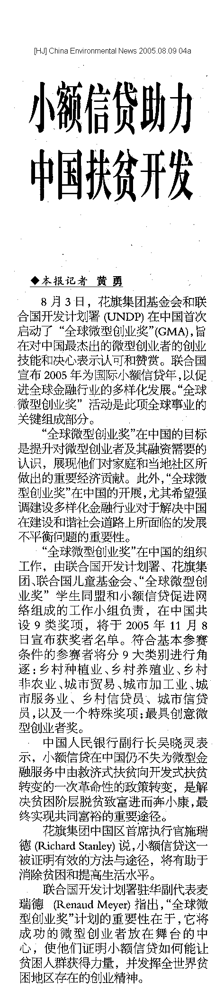 [HJ] China Environmental News 2005.08.09 04a
小额信贷助力
中国扶贫开发
◆本报记者 黄 勇
8月3日，花旗集团基金会和联
合国开发计划署(UNDP)在中国首次
启动了“全球微型创业奖”(GMA),旨
在对中国最杰出的微型创业者的创业
技能和决心表示认可和赞赏。联合国
宣布2005年为国际小额信贷年,以促
进全球金融行业的多样化发展。“全球
微型创业奖”活动是此项全球事业的
关键组成部分。
“全球微型创业奖”在中国的目标
是提升对微型创业者及其融资需要的
认识，展现他们对家庭和当地社区所
做出的重要经济贡献。此外,“全球微
型创业奖”在中国的开展,尤其希望强
调建设多样化金融行业对于解决中国
在建设和谐社会道路上所面临的发展
不平衡问题的重要性。
“全球微型创业奖”在中国的组织
工作，由联合国开发计划署、花旗集
团、联合国儿童基金会、“全球微型创
业奖”学生同盟和小额信贷促进网
络组成的工作小组负责，在中国共
设9类奖项，将于2005年11月8
日宣布获奖者名单。符合基本参赛
条件的参赛者将分9大类别进行角
逐:乡村种植业、乡村养殖业、乡村
非农业、城市贸易、城市加工业、城
市服务业、乡村信贷员、城市信贷
员,以及一个特殊奖项:最具创意微
型创业者奖。
中国人民银行副行长吴晓灵表
示，小额信贷在中国仍不失为微型金
融服务中由救济式扶贫向开发式扶贫
转变的一次革命性的政策转变，是解
决贫困阶层脱贫致富进而奔小康,最
终实现共同富裕的重要途径。
花旗集团中国区首席执行官施瑞
德(Richard Stanley)说,小额信贷这一
被证明有效的方法与途径，将有助于
消除贫困和提高生活水平。
联合国开发计划署驻华副代表麦
瑞德 (Renaud Meyer)指出,“全球微
型创业奖”计划的重要性在于,它将
成功的微型创业者放在舞台的中
心，使他们证明小额信贷如何能让
贫困人群获得力量，并发挥全世界贫
困地区存在的创业精神。